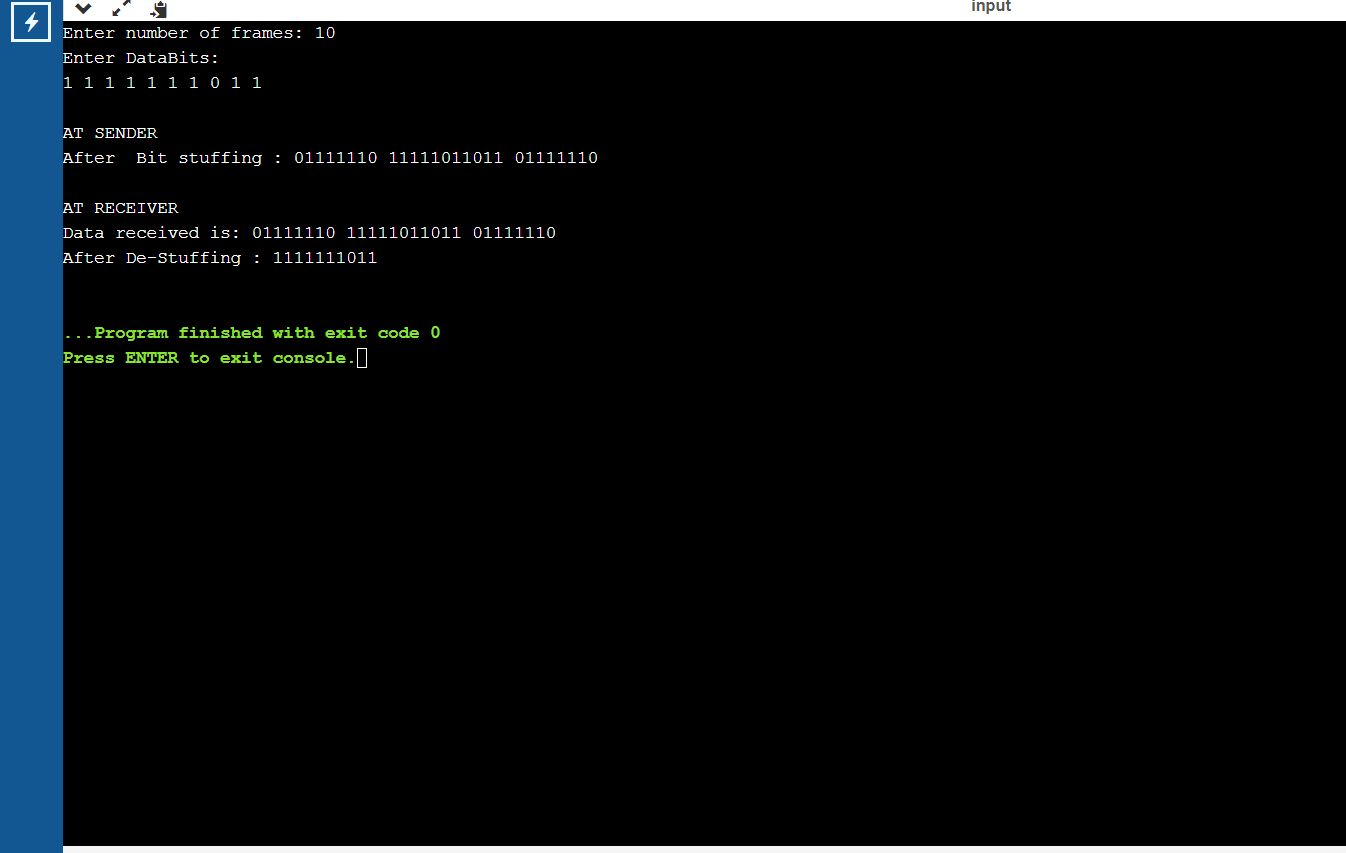 input
Enter number of frames: 10
Enter DataBits:
1 1 1 1 1 1 1 0 1 1
AT SENDER
After  Bit stuffing : 01111110 11111011011 01111110
AT RECEIVER
Data received is: 01111110 11111011011 01111110
After De-Stuffing : 1111111011
...Program finished with exit code 0
Press ENTER to exit console.